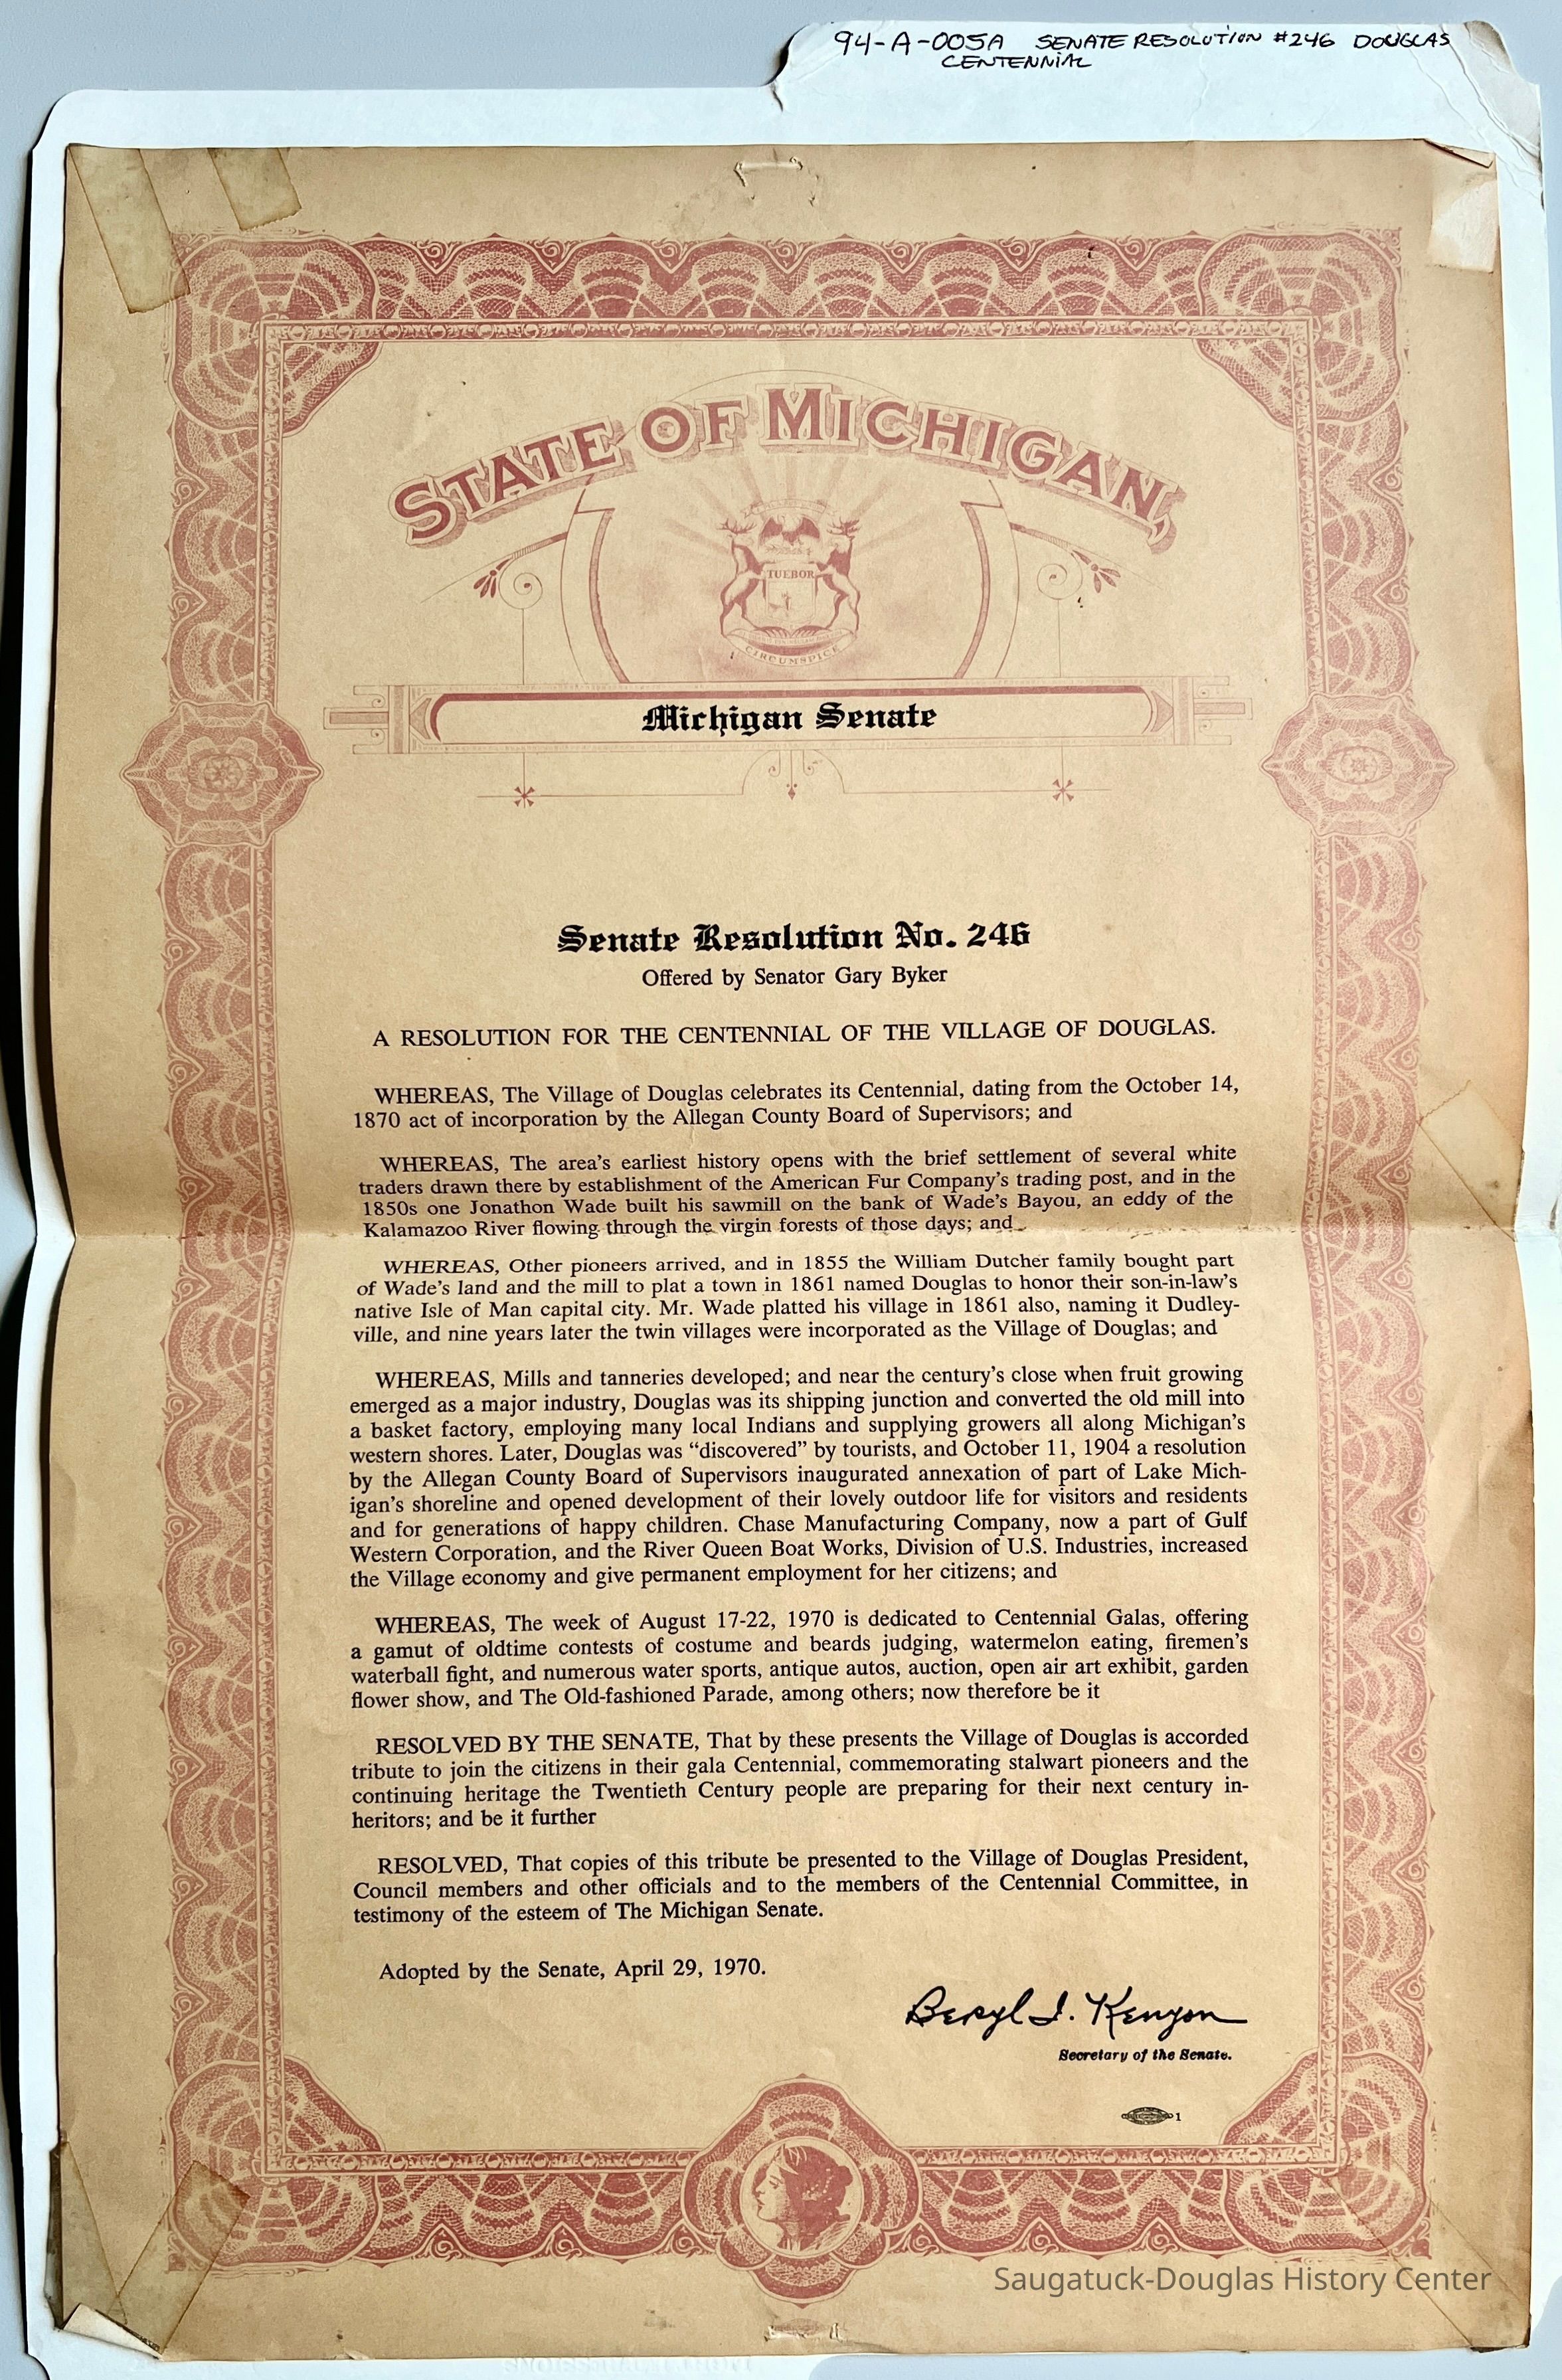 94-A-005A SENATE RESOLUTION #246 DOUGLAS
CENTENNIAL
STATE OF MICHIGAN,
TUEBOR
CIRCUMSPICE
Michigan Senate
Senate Resolution No. 246
Offered by Senator Gary Byker
A RESOLUTION FOR THE CENTENNIAL OF THE VILLAGE OF DOUGLAS.
WHEREAS, The Village of Douglas celebrates its Centennial, dating from the October 14,
1870 act of incorporation by the Allegan County Board of Supervisors; and
WHEREAS, The area's earliest history opens with the brief settlement of several white
traders drawn there by establishment of the American Fur Company's trading post, and in the
1850s one Jonathon Wade built his sawmill on the bank of Wade's Bayou, an eddy of the
Kalamazoo River flowing through the virgin forests of those days; and
WHEREAS, Other pioneers arrived, and in 1855 the William Dutcher family bought part
of Wade's land and the mill to plat a town in 1861 named Douglas to honor their son-in-law's
native Isle of Man capital city. Mr. Wade platted his village in 1861 also, naming it Dudley-
ville, and nine years later the twin villages were incorporated as the Village of Douglas; and
WHEREAS, Mills and tanneries developed; and near the century's close when fruit growing
emerged as a major industry, Douglas was its shipping junction and converted the old mill into
a basket factory, employing many local Indians and supplying growers all along Michigan's
western shores. Later, Douglas was "discovered" by tourists, and October 11, 1904 a resolution
by the Allegan County Board of Supervisors inaugurated annexation of part of Lake Mich-
igan's shoreline and opened development of their lovely outdoor life for visitors and residents
and for generations of happy children. Chase Manufacturing Company, now a part of Gulf
Western Corporation, and the River Queen Boat Works, Division of U.S. Industries, increased
the Village economy and give permanent employment for her citizens; and
WHEREAS, The week of August 17-22, 1970 is dedicated to Centennial Galas, offering
a gamut of oldtime contests of costume and beards judging, watermelon eating, firemen's
waterball fight, and numerous water sports, antique autos, auction, open air art exhibit, garden
flower show, and The Old-fashioned Parade, among others; now therefore be it
RESOLVED BY THE SENATE, That by these presents the Village of Douglas is accorded
tribute to join the citizens in their gala Centennial, commemorating stalwart pioneers and the
continuing heritage the Twentieth Century people are preparing for their next century in-
heritors; and be it further
RESOLVED, That copies of this tribute be presented to the Village of Douglas President,
Council members and other officials and to the members of the Centennial Committee, in
testimony of the esteem of The Michigan Senate.
Adopted by the Senate, April 29, 1970.
Beryl I. Kenyon
Secretary of the Senate.
1
Saugatuck-Douglas History Center